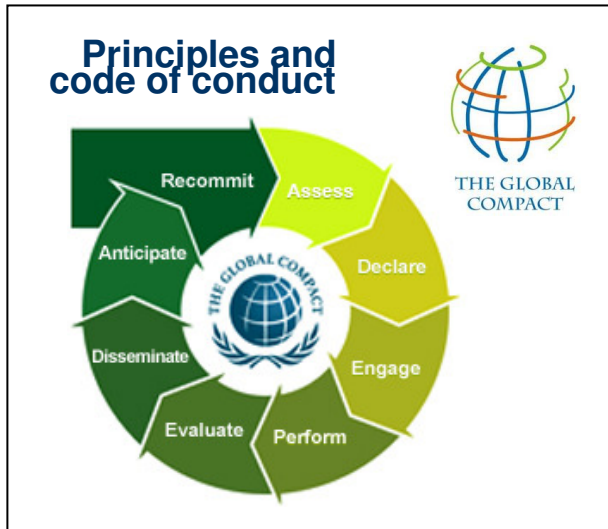 Principles and
code of conduct
THE GLOBAL
COMPACT
Recommit
Assess
Declare
Engage
Perform
Evaluate
Disseminate
Anticipate
THE GLOBAL COMPACT